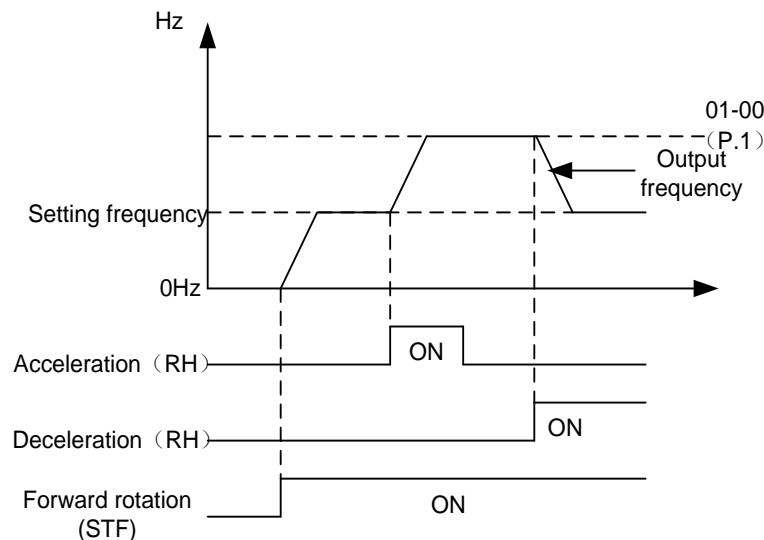 Hz
01-00
（P.1）
Output
frequency
Setting frequency
0Hz
Acceleration（RH）
ON
Deceleration（RH）
ON
Forward rotation
(STF)
ON